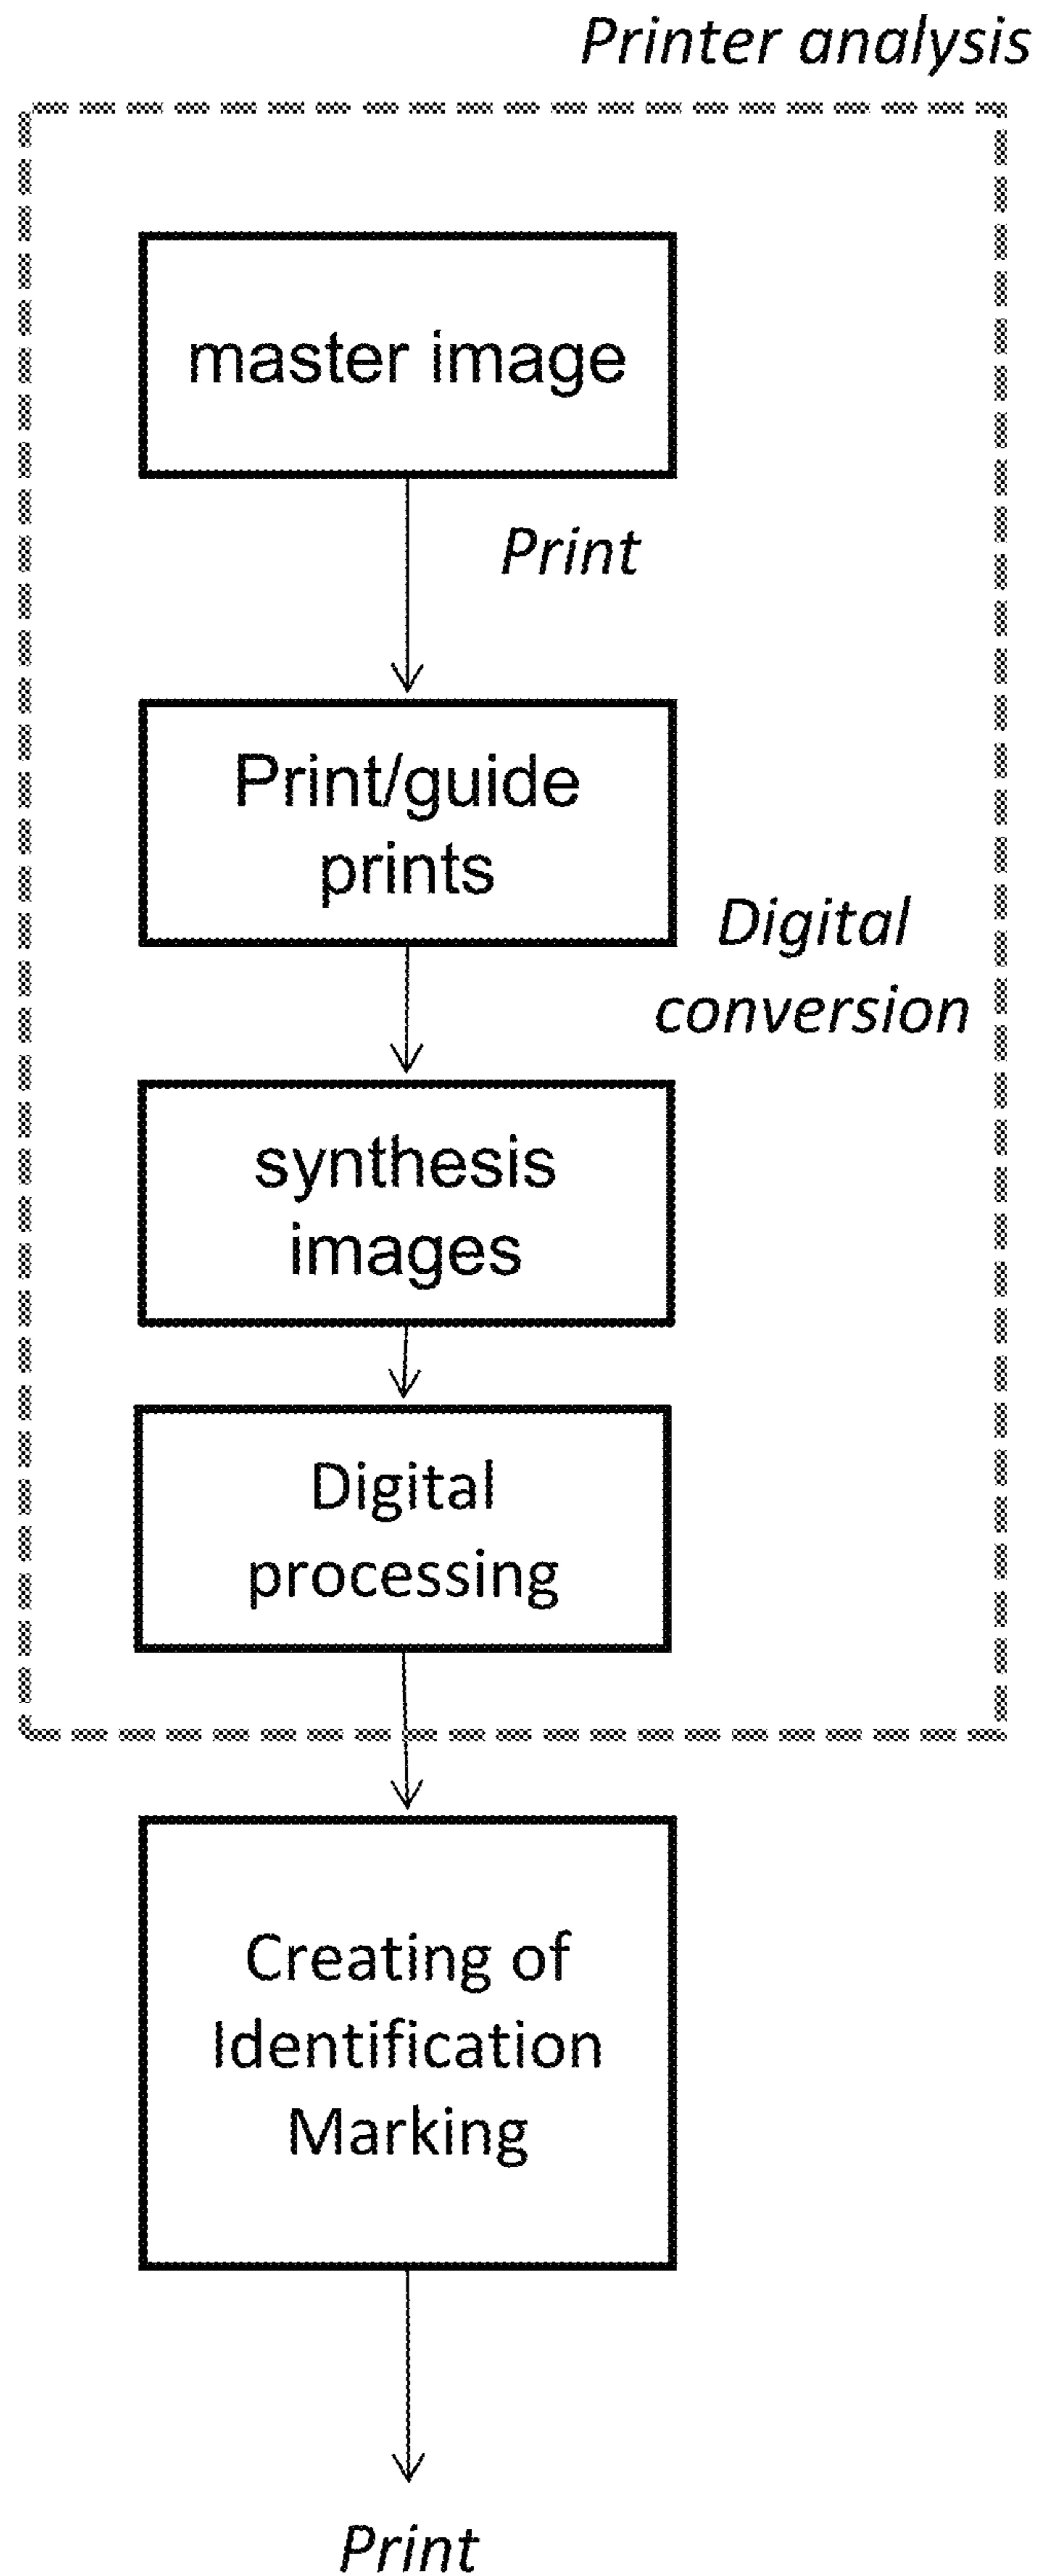 Printer analysis
master image
Print
Print/guide
prints
Digital
conversion
synthesis
images
Digital
processing
Creating of
Identification
Marking
Print